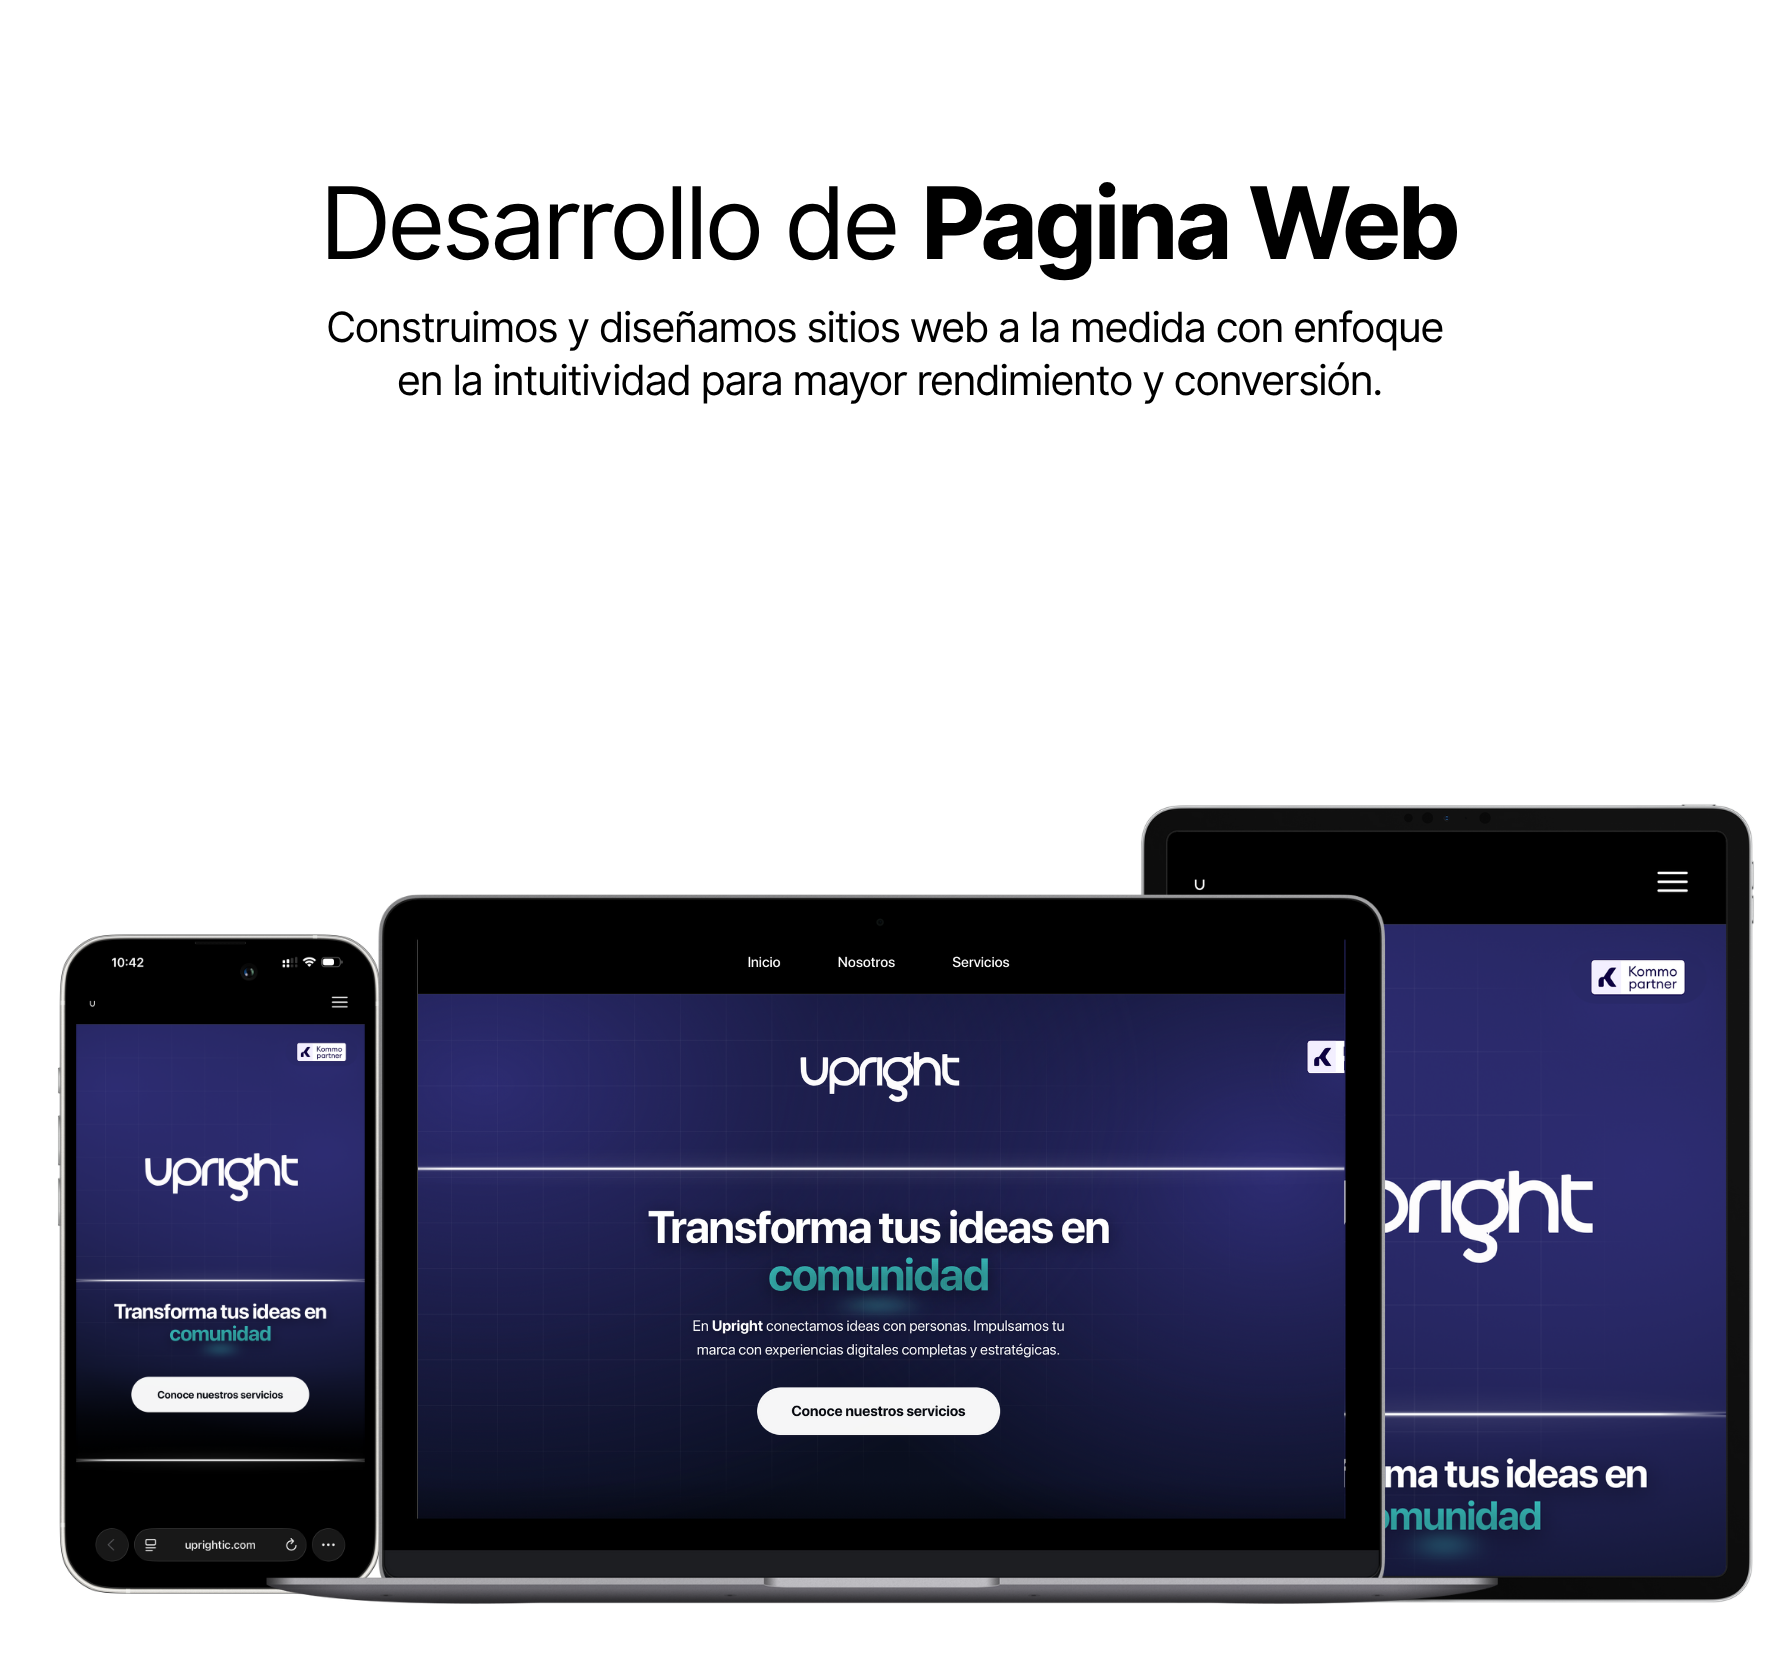 Desarrollo de Pagina Web
Construimos y diseñamos sitios web a la medida con enfoque
en la intuitividad para mayor rendimiento y conversión.
10:42
u
Kommo
partner
upright
Transforma tus ideas en
comunidad
Conoce nuestros servicios
uprightic.com
Inicio Nosotros Servicios
upright
Transforma tus ideas en
comunidad
En Upright conectamos ideas con personas. Impulsamos tu
marca con experiencias digitales completas y estratégicas.
Conoce nuestros servicios
u
Kommo
partner
pright
ma tus ideas en
omunidad